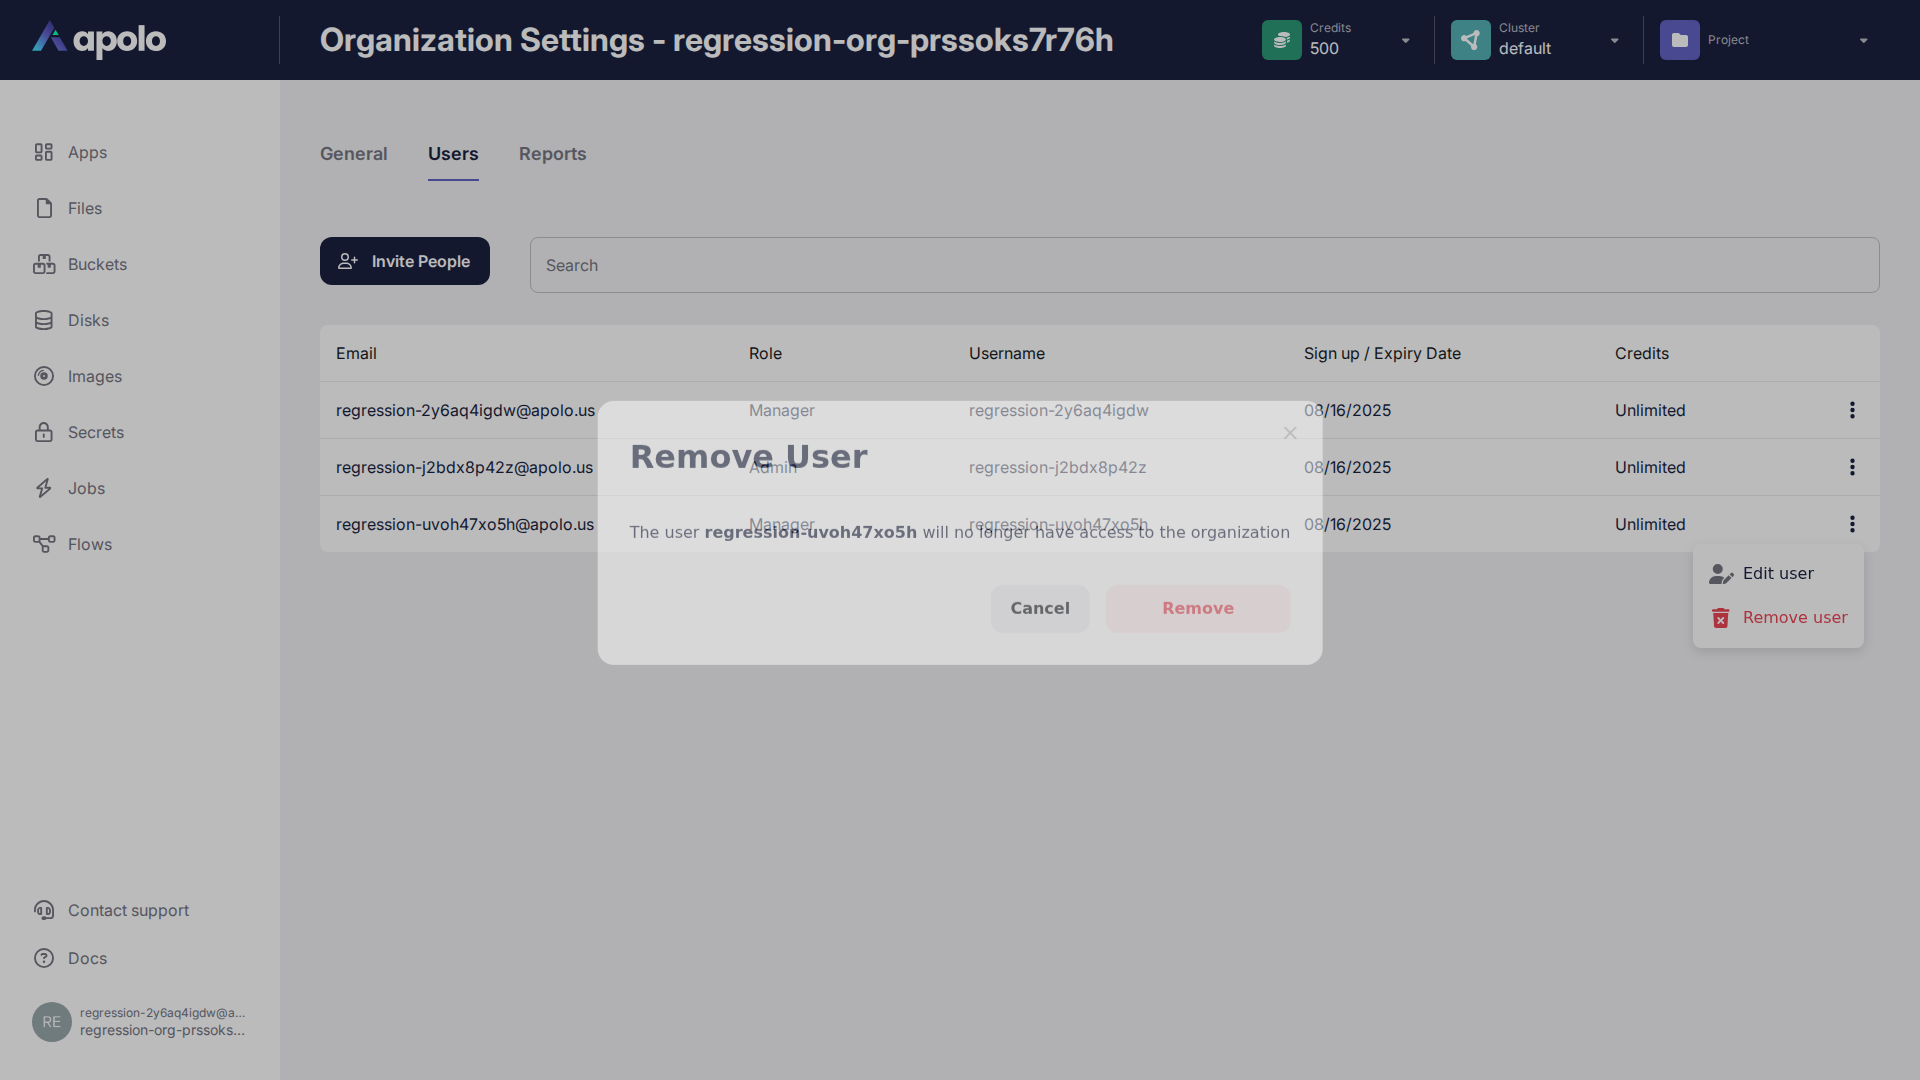 apolo
Organization Settings - regression-org-prssoks7r76h
Credits
500
Cluster
default
Project
Apps
Files
Buckets
Disks
Images
Secrets
Jobs
Flows
Contact support
Docs
RE
regression-2y6aq4igdw@a...
regression-org-prssoks...
General Users Reports
Invite People
Search
Email Role Username Sign up / Expiry Date Credits
regression-2y6aq4igdw@apolo.us Manager regression-2y6aq4igdw 08/16/2025 Unlimited
regression-j2bdx8p42z@apolo.us Admin regression-j2bdx8p42z 08/16/2025 Unlimited
regression-uvoh47xo5h@apolo.us Manager regression-uvoh47xo5h 08/16/2025 Unlimited
Remove User
The user regression-uvoh47xo5h will no longer have access to the organization
Cancel Remove
Edit user
Remove user